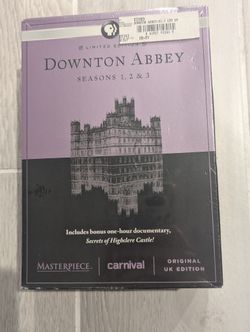 PBS
LIMITED EDITION
DOWNTON ABBEY
SEASONS 1, 2 & 3
Includes bonus one-hour documentary,
Secrets of Highclere Castle!
MASTERPIECE
carnival
ORIGINAL
UK EDITION